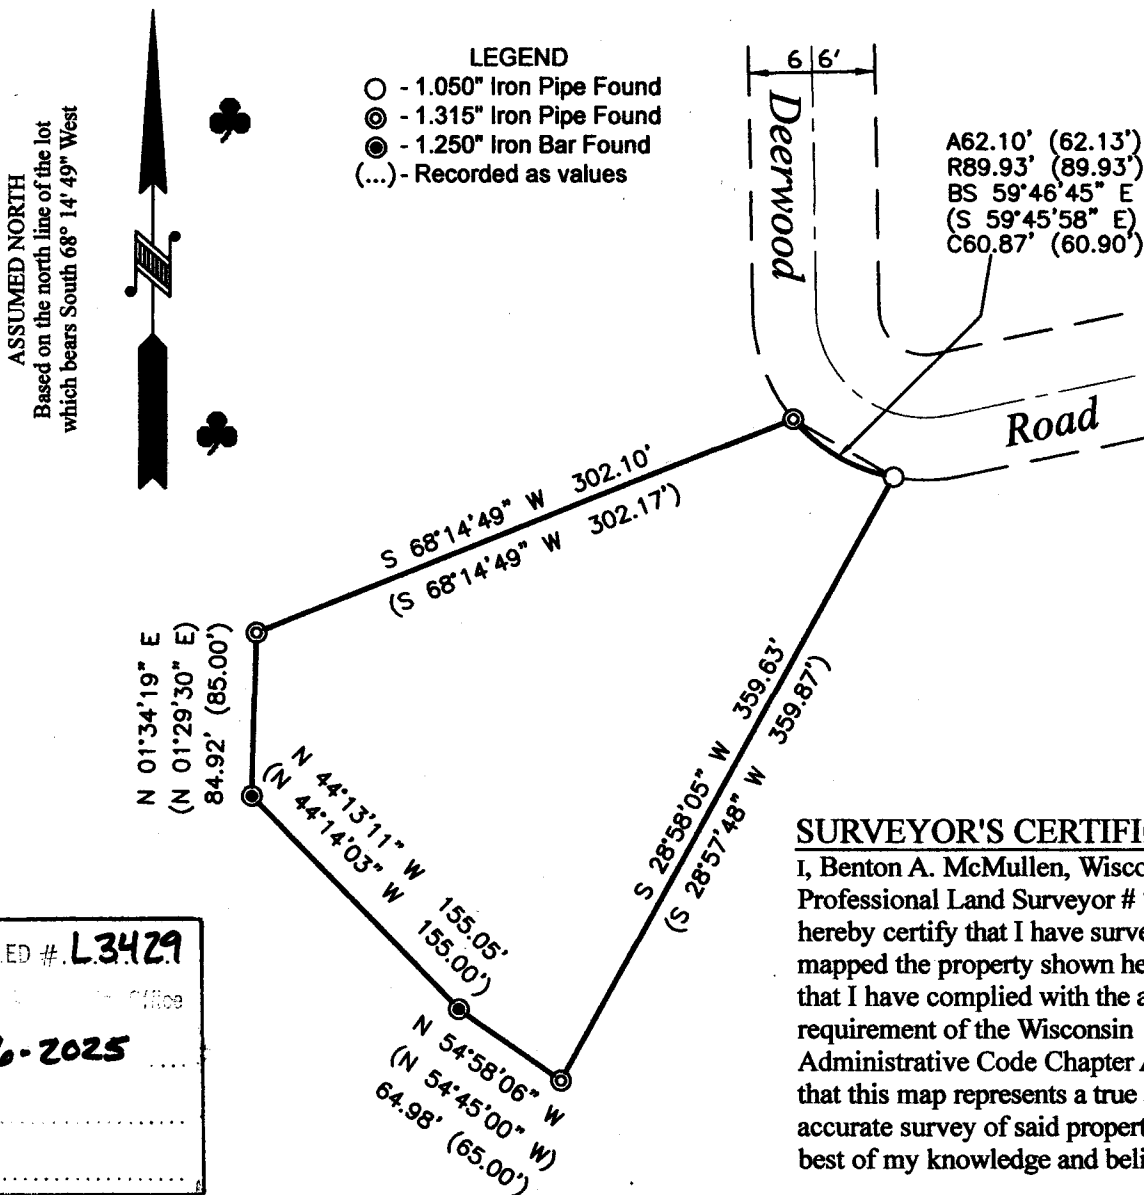 ASSUMED NORTH
Based on the north line of the lot
which bears South 68° 14' 49" West
LEGEND
- 1.050" Iron Pipe Found
- 1.315" Iron Pipe Found
- 1.250" Iron Bar Found
(...) - Recorded as values
6 6'
Deerwood
Road
A62.10' (62.13')
R89.93' (89.93')
BS 59°46'45" E
(S 59°45'58" E)
C60.87' (60.90')
S 68°14'49" W 302.10'
(S 68°14'49" W 302.17')
N 01°34'19" E
(N 01°29'30" E)
84.92' (85.00')
N 44°13'11" W 155.05'
(N 44°14'03" W 155.00')
S 28°58'05" W 359.63'
(S 28°57'48" W 359.87')
N 54°58'06" W
(N 54°45'00" W)
64.98' (65.00')
SURVEYOR'S CERTIFI
I, Benton A. McMullen, Wisco
Professional Land Surveyor #
hereby certify that I have surve
mapped the property shown he
that I have complied with the a
requirement of the Wisconsin
Administrative Code Chapter A
that this map represents a true
accurate survey of said propert
best of my knowledge and beli
ED #. L3429
Office
6-2025